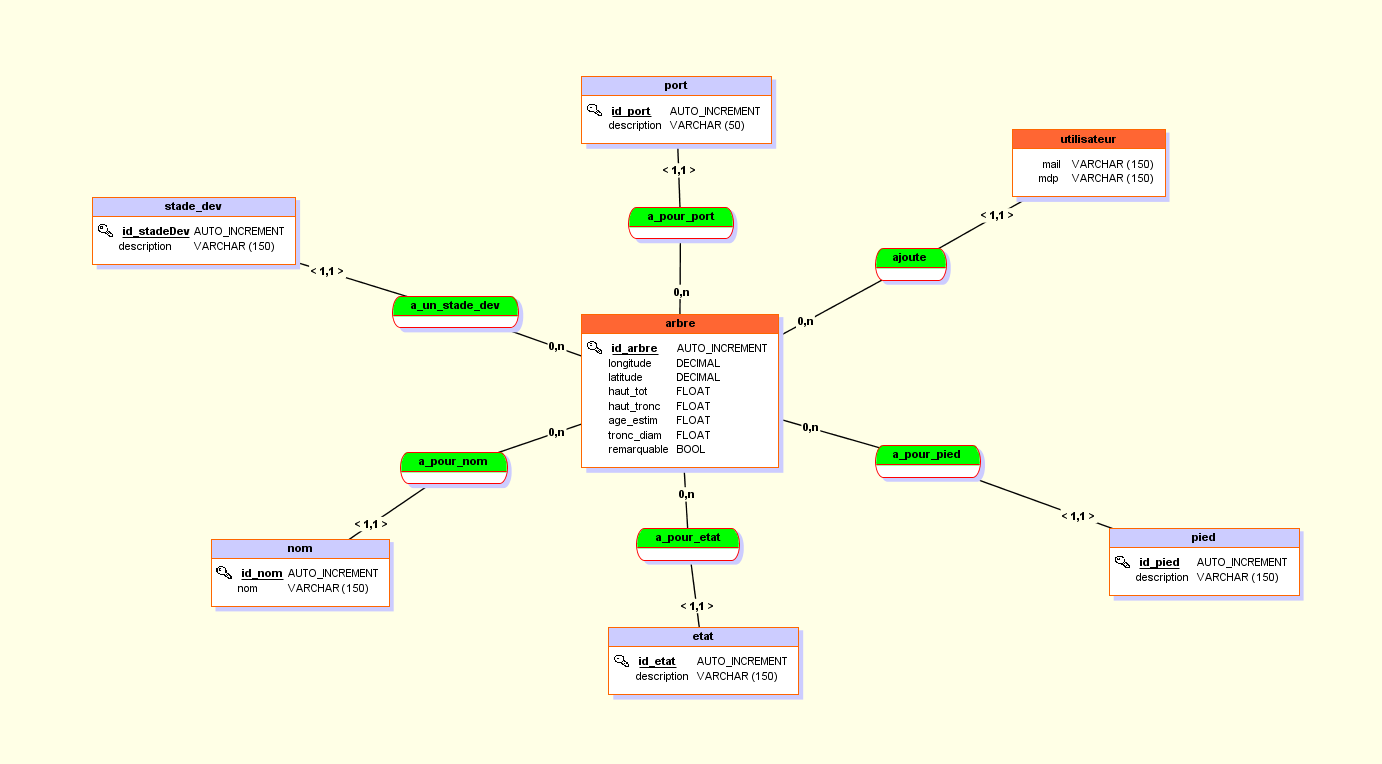 port
id_port AUTO_INCREMENT
description VARCHAR (50)
< 1,1 >
a_pour_port
0,n
utilisateur
mail VARCHAR (150)
mdp VARCHAR (150)
< 1,1 >
ajoute
0,n
stade_dev
id_stadeDev AUTO_INCREMENT
description VARCHAR (150)
< 1,1 >
a_un_stade_dev
0,n
arbre
id_arbre AUTO_INCREMENT
longitude DECIMAL
latitude DECIMAL
haut_tot FLOAT
haut_tronc FLOAT
age_estim FLOAT
tronc_diam FLOAT
remarquable BOOL
0,n
a_pour_nom
< 1,1 >
nom
id_nom AUTO_INCREMENT
nom VARCHAR (150)
0,n
a_pour_etat
< 1,1 >
etat
id_etat AUTO_INCREMENT
description VARCHAR (150)
0,n
a_pour_pied
< 1,1 >
pied
id_pied AUTO_INCREMENT
description VARCHAR (150)